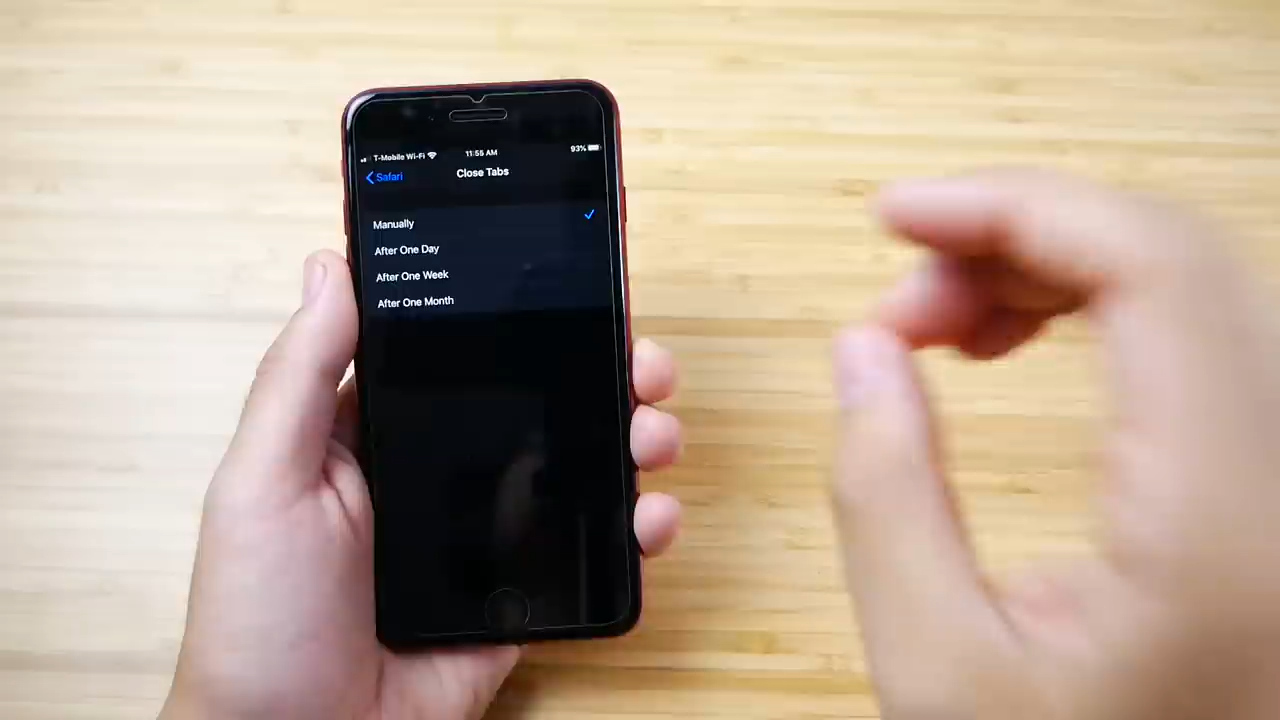 T-Mobile Wi-Fi 11:55 AM 93%
Safari Close Tabs
Manually
After One Day
After One Week
After One Month